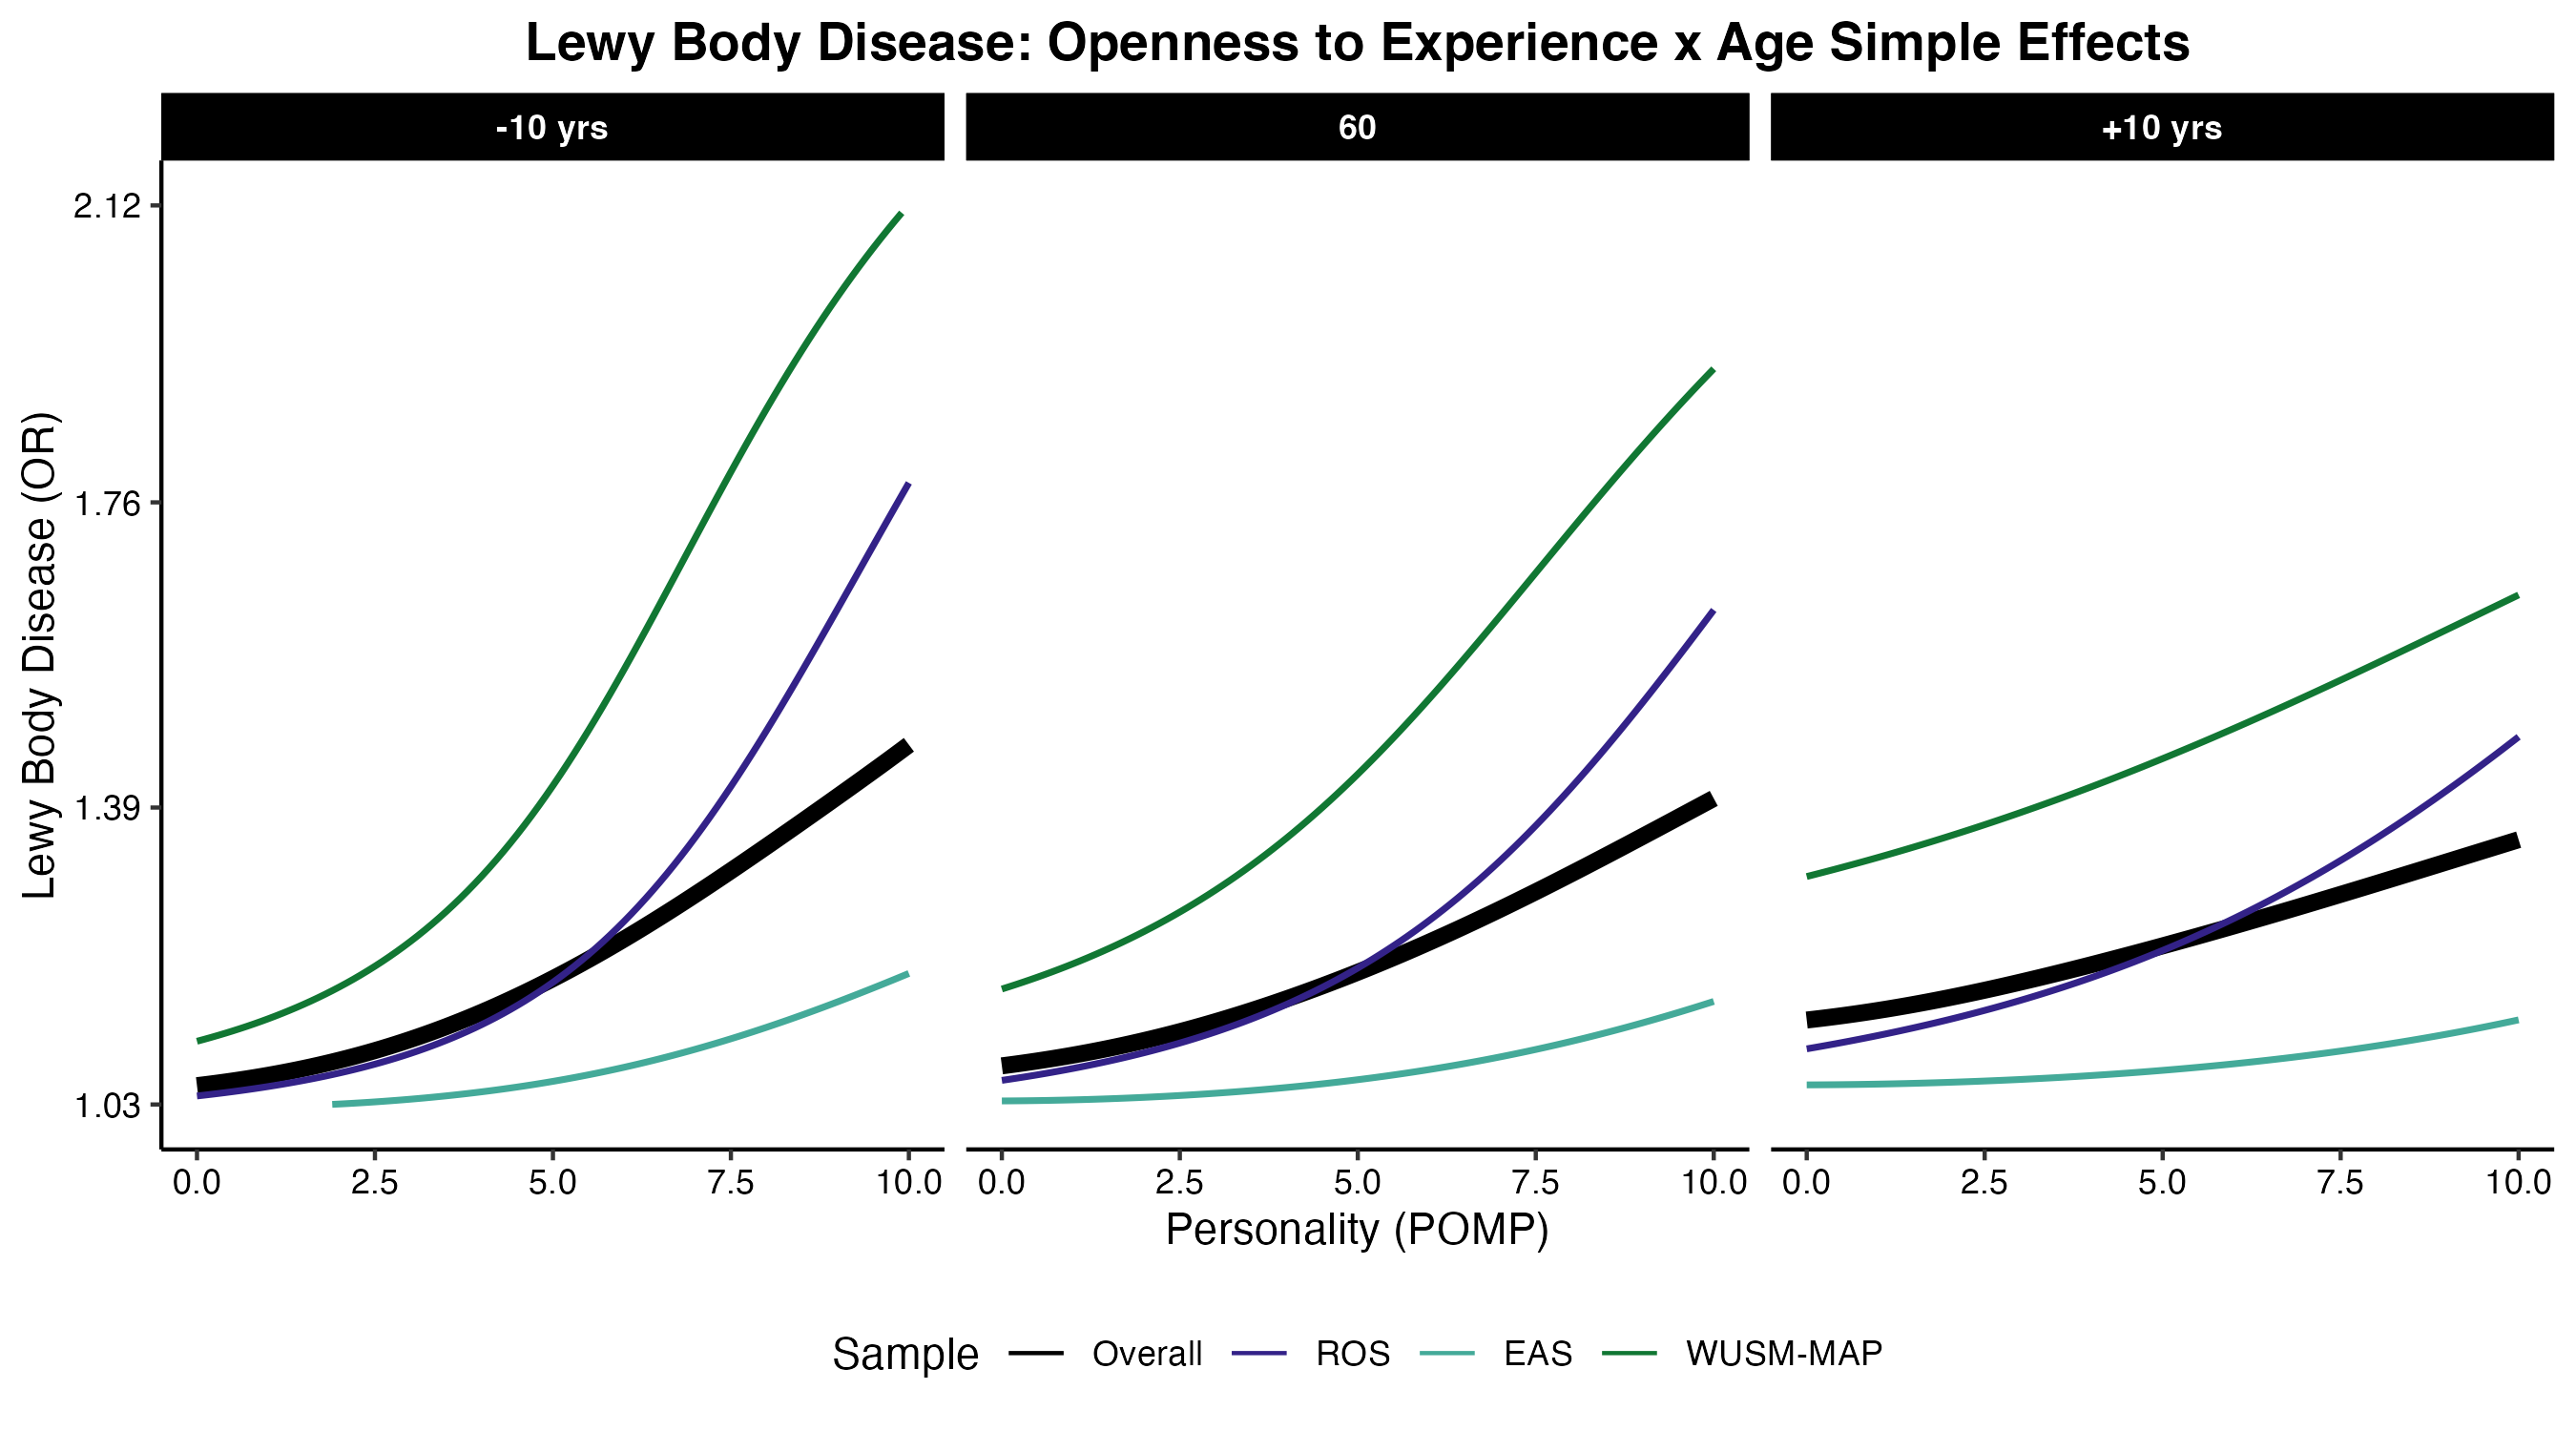 Lewy Body Disease: Openness to Experience x Age Simple Effects
-10 yrs
60
+10 yrs
Lewy Body Disease (OR)
2.12
1.76
1.39
1.03
0.0 2.5 5.0 7.5 10.0
0.0 2.5 5.0 7.5 10.0
0.0 2.5 5.0 7.5 10.0
Personality (POMP)
Sample Overall ROS EAS WUSM-MAP